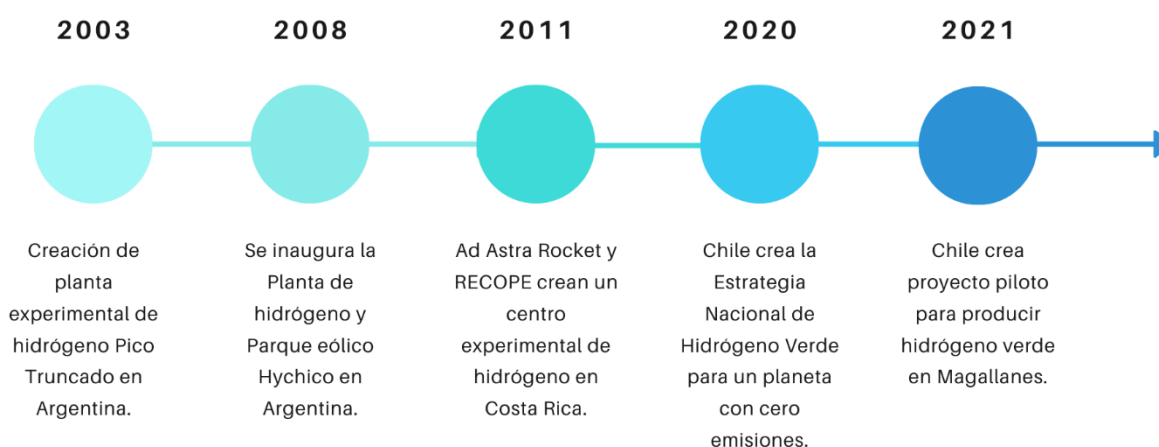 2003
Creación de
planta
experimental de
hidrógeno Pico
Truncado en
Argentina.
2008
Se inaugura la
Planta de
hidrógeno y
Parque eólico
Hychico en
Argentina.
2011
Ad Astra Rocket y
RECOPE crean un
centro
experimental de
hidrógeno en
Costa Rica.
2020
Chile crea la
Estrategia
Nacional de
Hidrógeno Verde
para un planeta
con cero
emisiones.
2021
Chile crea
proyecto piloto
para producir
hidrógeno verde
en Magallanes.